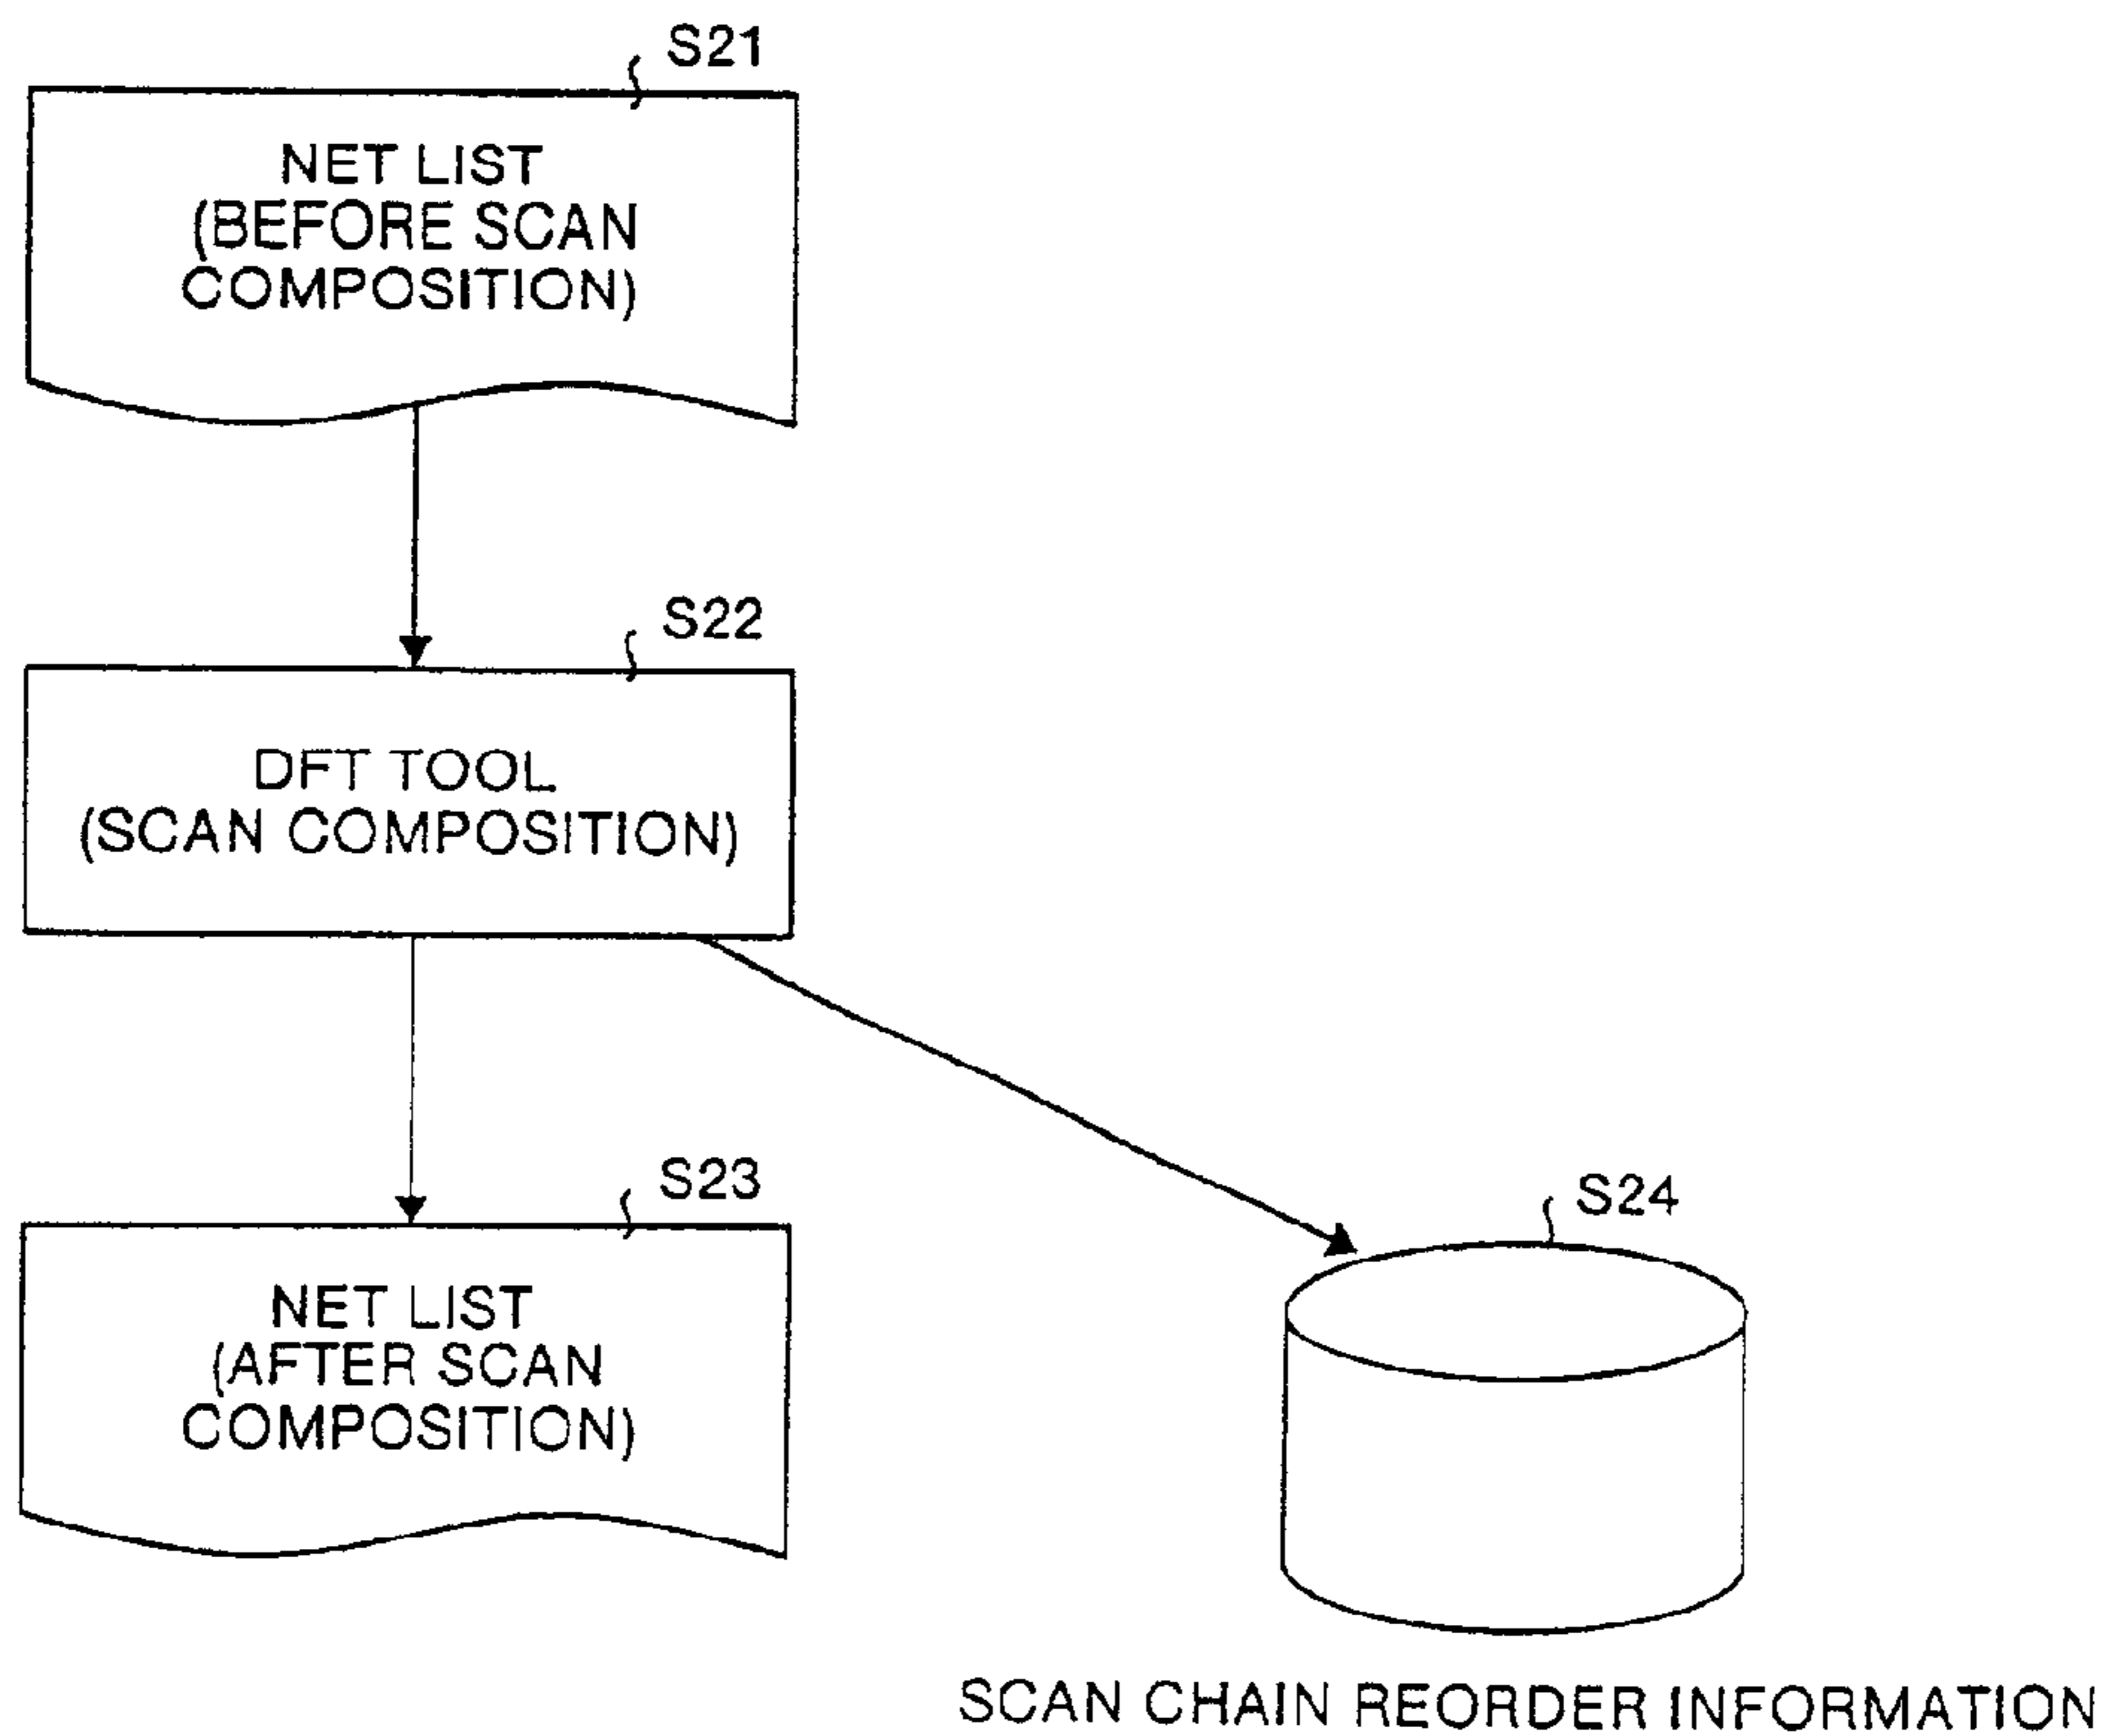 S21
NET LIST
(BEFORE SCAN
COMPOSITION)
S22
DFT TOOL
(SCAN COMPOSITION)
S23
NET LIST
(AFTER SCAN
COMPOSITION)
S24
SCAN CHAIN REORDER INFORMATION